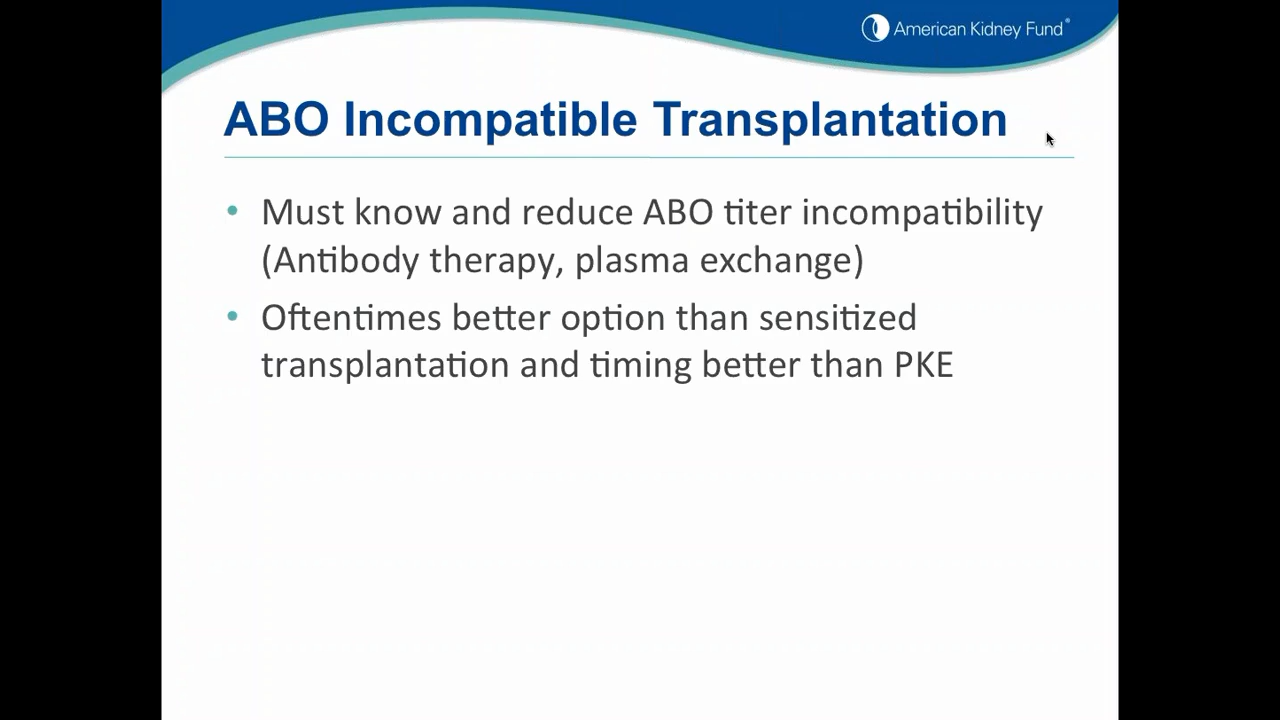 American Kidney Fund®
ABO Incompatible Transplantation
• Must know and reduce ABO titer incompatibility
(Antibody therapy, plasma exchange)
• Oftentimes better option than sensitized
transplantation and timing better than PKE